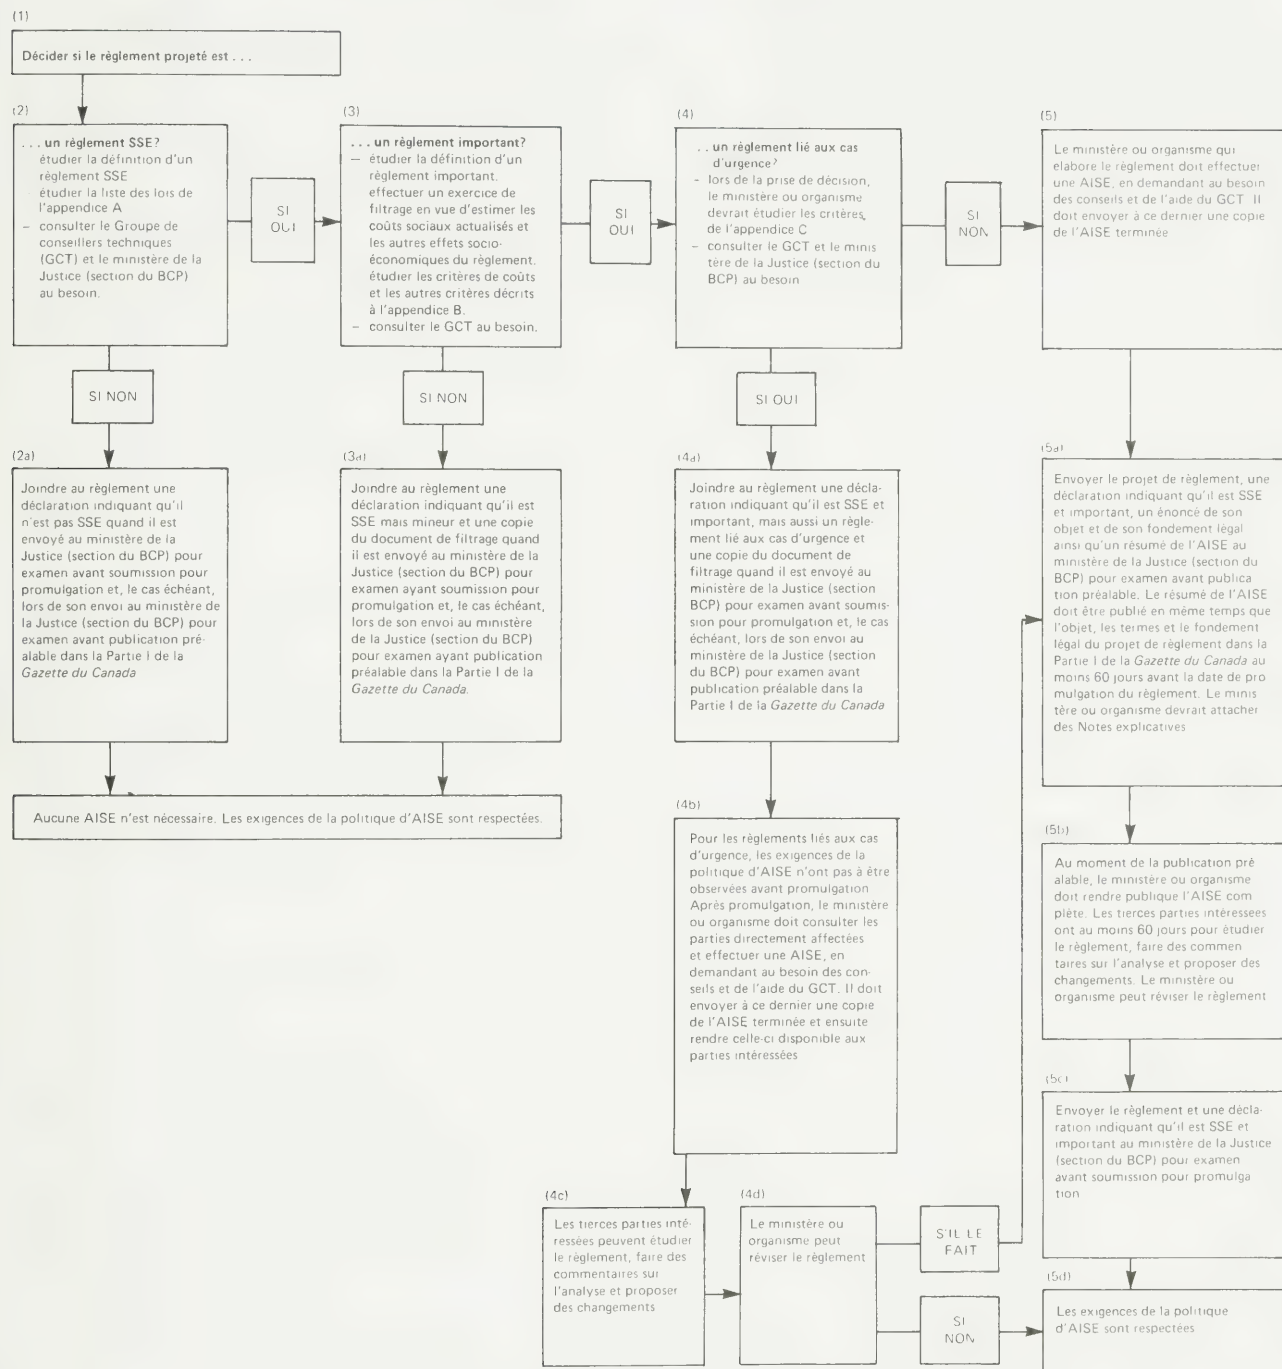 (1)
Décider si le règlement projeté est . . .
(2)
. . . un règlement SSE?
étudier la définition d'un
règlement SSE
étudier la liste des lois de
l'appendice A
– consulter le Groupe de
conseillers techniques
(GCT) et le ministère de la
Justice (section du BCP)
au besoin.
SI
OUI
(3)
. . . un règlement important?
– étudier la définition d'un
règlement important.
effectuer un exercice de
filtrage en vue d'estimer les
coûts sociaux actualisés et
les autres effets socio-
économiques du règlement.
étudier les critères de coûts
et les autres critères décrits
à l'appendice B.
– consulter le GCT au besoin.
SI
OUI
(4)
. . un règlement lié aux cas
d'urgence?
– lors de la prise de décision,
le ministère ou organisme
devrait étudier les critères
de l'appendice C
– consulter le GCT et le minis
tère de la Justice (section du
BCP) au besoin
SI
NON
(5)
Le ministère ou organisme qui
elabore le règlement doit effectuer
une AISE, en demandant au besoin
des conseils et de l'aide du GCT Il
doit envoyer à ce dernier une copie
de l'AISE terminée
SI NON
SI NON
SI OUI
(2a)
Joindre au règlement une
déclaration indiquant qu'il
n'est pas SSE quand il est
envoyé au ministère de la
Justice (section du BCP) pour
examen avant soumission pour
promulgation et, le cas échéant,
lors de son envoi au ministère de
la Justice (section du BCP) pour
examen avant publication pré-
alable dans la Partie I de la
Gazette du Canada
(3a)
Joindre au règlement une
déclaration indiquant qu'il est
SSE mais mineur et une copie
du document de filtrage quand
il est envoyé au ministère de la
Justice (section du BCP) pour
examen ayant soumission pour
promulgation et, le cas échéant,
lors de son envoi au ministère
de la Justice (section du BCP)
pour examen ayant publication
préalable dans la Partie I de la
Gazette du Canada.
(4a)
Joindre au règlement une décla-
ration indiquant qu'il est SSE et
important, mais aussi un règle-
ment lié aux cas d'urgence et
une copie du document de
filtrage quand il est envoyé au
ministère de la Justice (section
BCP) pour examen avant soumis-
sion pour promulgation et, le cas
échéant, lors de son envoi au
ministère de la Justice (section
du BCP) pour examen avant
publication préalable dans la
Partie I de la Gazette du Canada
(5a)
Envoyer le projet de règlement, une
déclaration indiquant qu'il est SSE
et important, un énoncé de son
objet et de son fondement légal
ainsi qu'un résumé de l'AISE au
ministère de la Justice (section du
BCP) pour examen avant publica
tion préalable. Le résumé de l'AISE
doit être publié en même temps que
l'objet, les termes et le fondement
légal du projet de règlement dans la
Partie I de la Gazette du Canada au
moins 60 jours avant la date de pro
mulgation du règlement. Le minis
tère ou organisme devrait attacher
des Notes explicatives
Aucune AISE n'est nécessaire. Les exigences de la politique d'AISE sont respectées.
(4b)
Pour les règlements liés aux cas
d'urgence, les exigences de la
politique d'AISE n'ont pas à être
observées avant promulgation
Après promulgation, le ministère
ou organisme doit consulter les
parties directement affectées
et effectuer une AISE, en
demandant au besoin des con-
seils et de l'aide du GCT. Il doit
envoyer à ce dernier une copie
de l'AISE terminée et ensuite
rendre celle-ci disponible aux
parties intéressées
(5b)
Au moment de la publication pré
alable, le ministère ou organisme
doit rendre publique l'AISE com
plète. Les tierces parties intéressees
ont au moins 60 jours pour étudier
le règlement, faire des commen
taires sur l'analyse et proposer des
changements. Le ministère ou
organisme peut réviser le règlement
(5c)
Envoyer le règlement et une décla-
ration indiquant qu'il est SSE et
important au ministère de la Justice
(section du BCP) pour examen
avant soumission pour promulga
tion
(4c)
Les tierces parties inté-
ressées peuvent étudier
le règlement, faire des
commentaires sur
l'analyse et proposer
des changements
(4d)
Le ministère ou
organisme peut
réviser le règlement
S'IL LE
FAIT
SI
NON
(5d)
Les exigences de la politique
d'AISE sont respectées